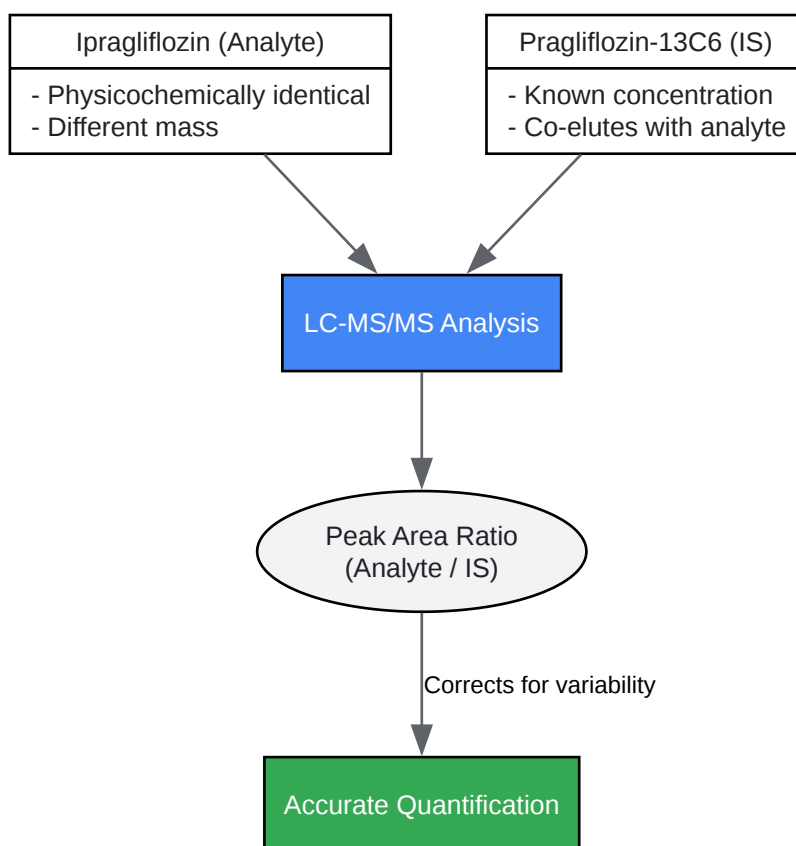 Ipragliflozin (Analyte)
- Physicochemically identical
- Different mass
Pragliflozin-13C6 (IS)
- Known concentration
- Co-elutes with analyte
LC-MS/MS Analysis
Peak Area Ratio
(Analyte / IS)
Corrects for variability
Accurate Quantification